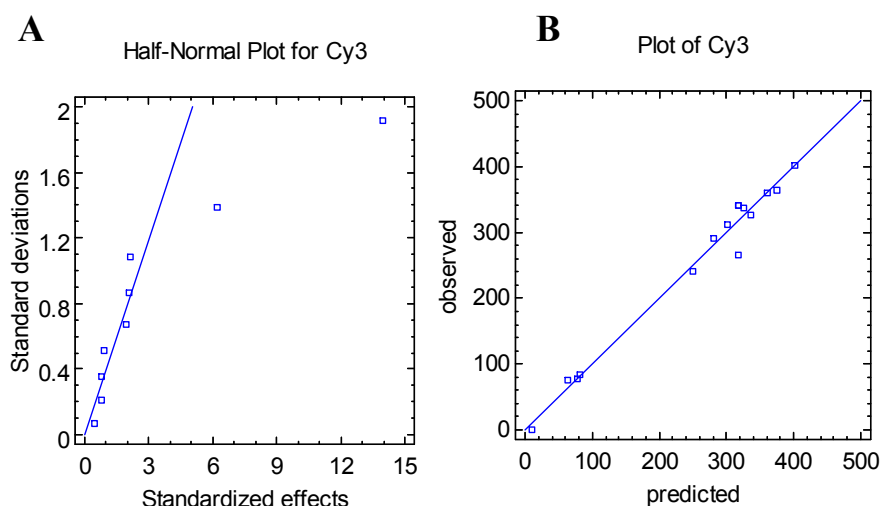 A
B
Half-Normal Plot for Cy3
Plot of Cy3
Standard deviations
2
1.6
1.2
0.8
0.4
0
0 3 6 9 12 15
Standardized effects
observed
500
400
300
200
100
0
0 100 200 300 400 500
predicted